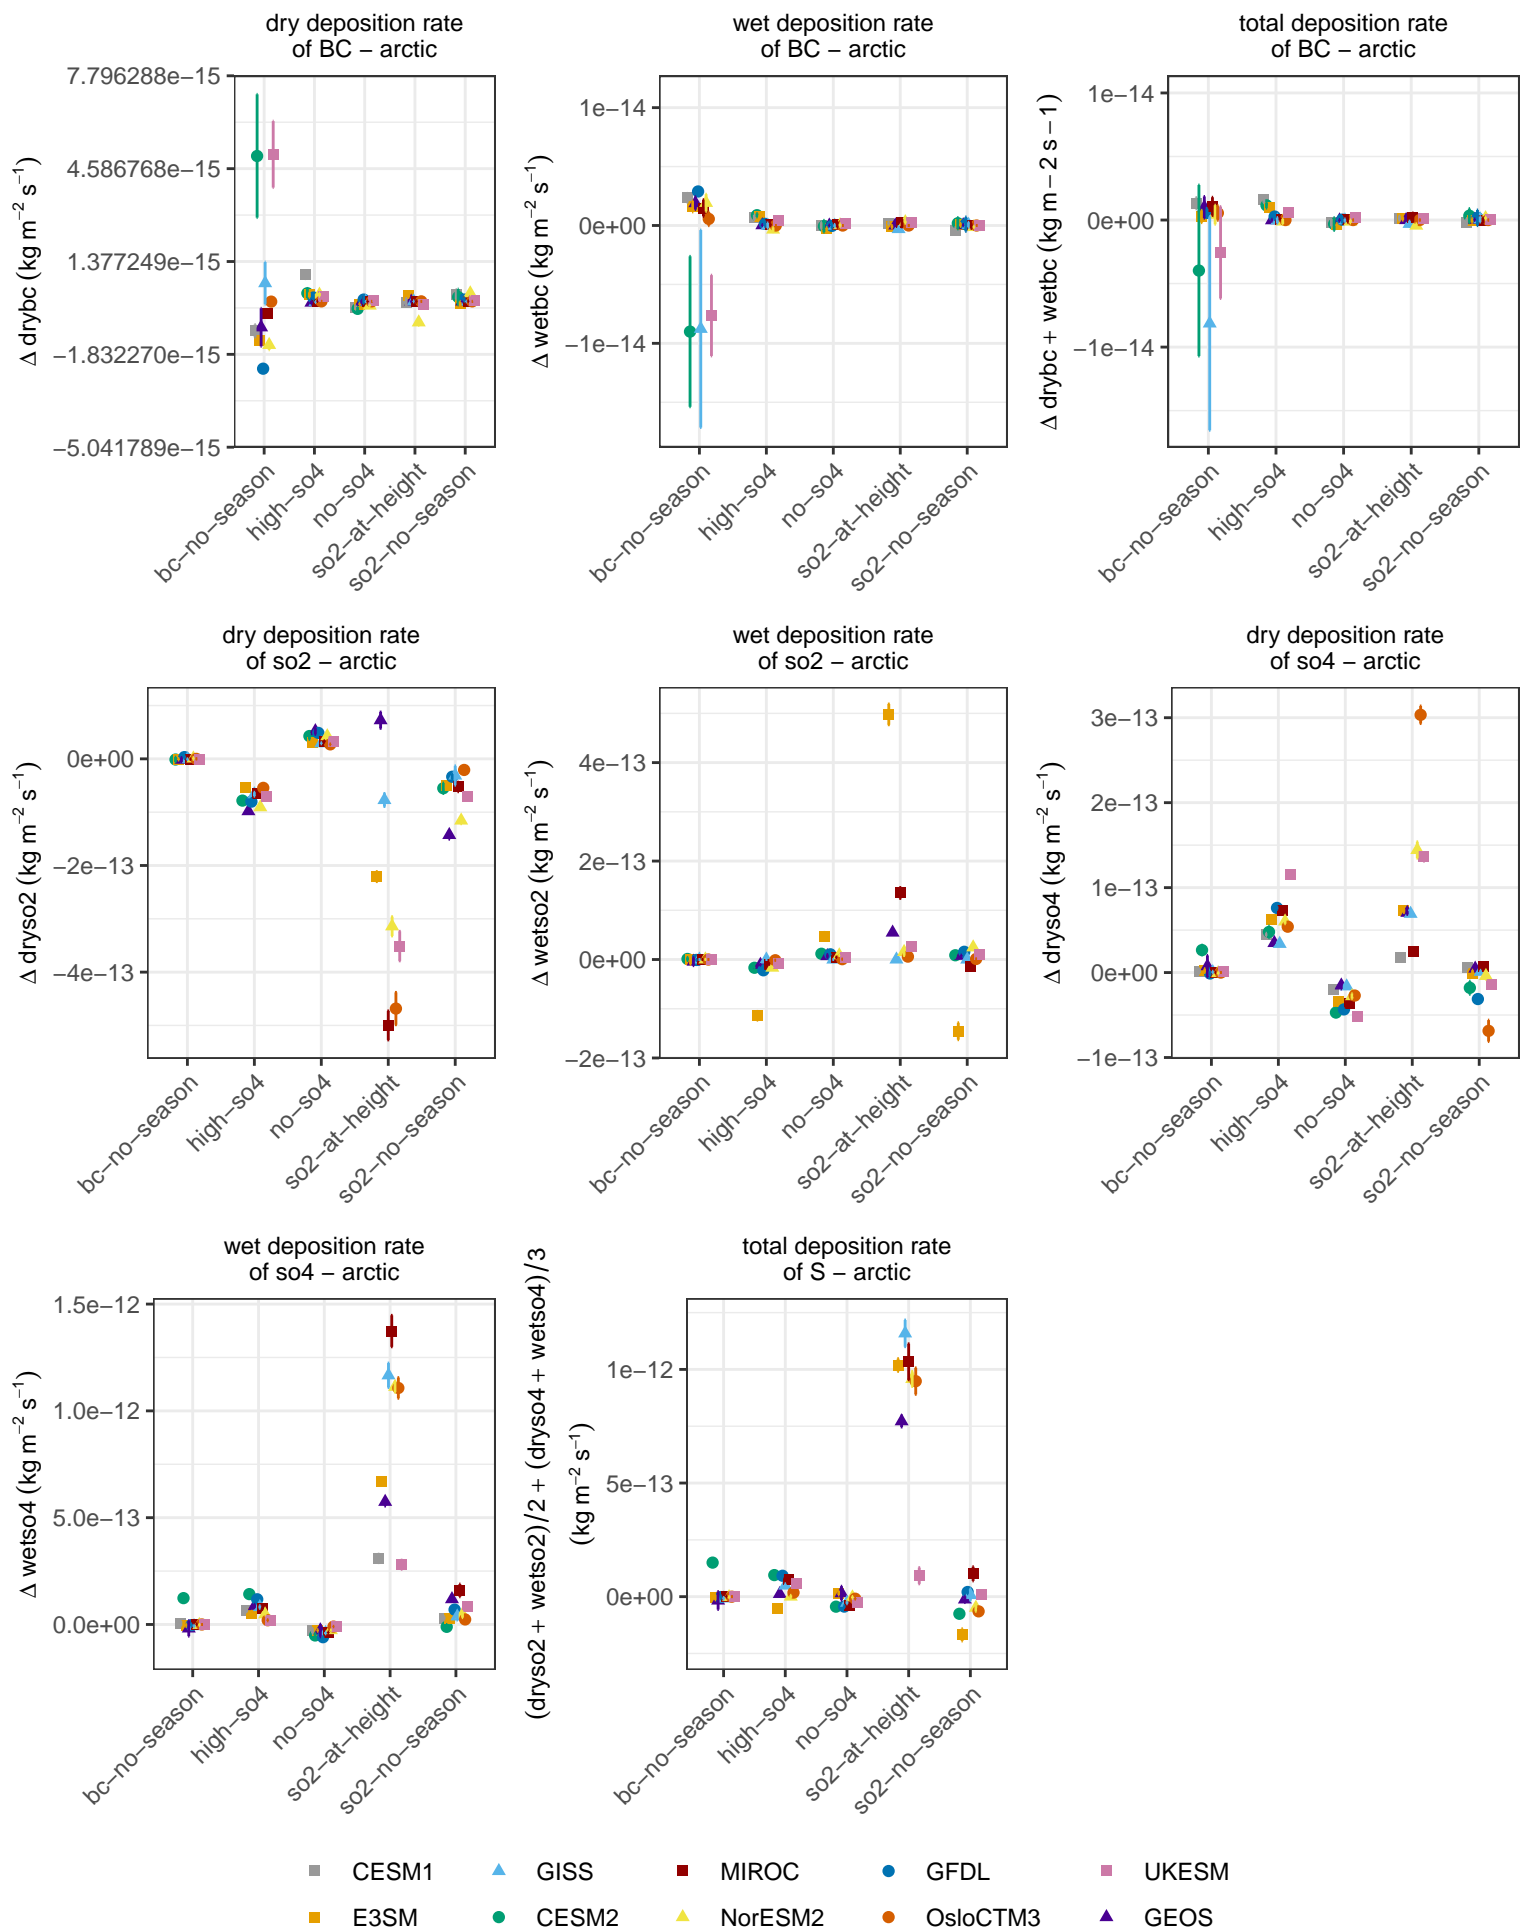 dry deposition rate
of BC − arctic
7.796288e−15
4.586768e−15
1.377249e−15
−1.832270e−15
−5.041789e−15
Δ drybc (kg m−2 s−1)
bc−no−season
high−so4
no−so4
so2−at−height
so2−no−season
wet deposition rate
of BC − arctic
1e−14
0e+00
−1e−14
Δ wetbc (kg m−2 s−1)
bc−no−season
high−so4
no−so4
so2−at−height
so2−no−season
total deposition rate
of BC − arctic
1e−14
0e+00
−1e−14
Δ drybc + wetbc (kg m−2 s−1)
bc−no−season
high−so4
no−so4
so2−at−height
so2−no−season
dry deposition rate
of so2 − arctic
0e+00
−2e−13
−4e−13
Δ dryso2 (kg m−2 s−1)
bc−no−season
high−so4
no−so4
so2−at−height
so2−no−season
wet deposition rate
of so2 − arctic
4e−13
2e−13
0e+00
−2e−13
Δ wetso2 (kg m−2 s−1)
bc−no−season
high−so4
no−so4
so2−at−height
so2−no−season
dry deposition rate
of so4 − arctic
3e−13
2e−13
1e−13
0e+00
−1e−13
Δ dryso4 (kg m−2 s−1)
bc−no−season
high−so4
no−so4
so2−at−height
so2−no−season
wet deposition rate
of so4 − arctic
1.5e−12
1.0e−12
5.0e−13
0.0e+00
Δ wetso4 (kg m−2 s−1)
bc−no−season
high−so4
no−so4
so2−at−height
so2−no−season
total deposition rate
of S − arctic
1e−12
5e−13
0e+00
(dryso2 + wetso2)/2 + (dryso4 + wetso4)/3
(kg m−2 s−1)
bc−no−season
high−so4
no−so4
so2−at−height
so2−no−season
CESM1 GISS MIROC GFDL UKESM
E3SM CESM2 NorESM2 OsloCTM3 GEOS